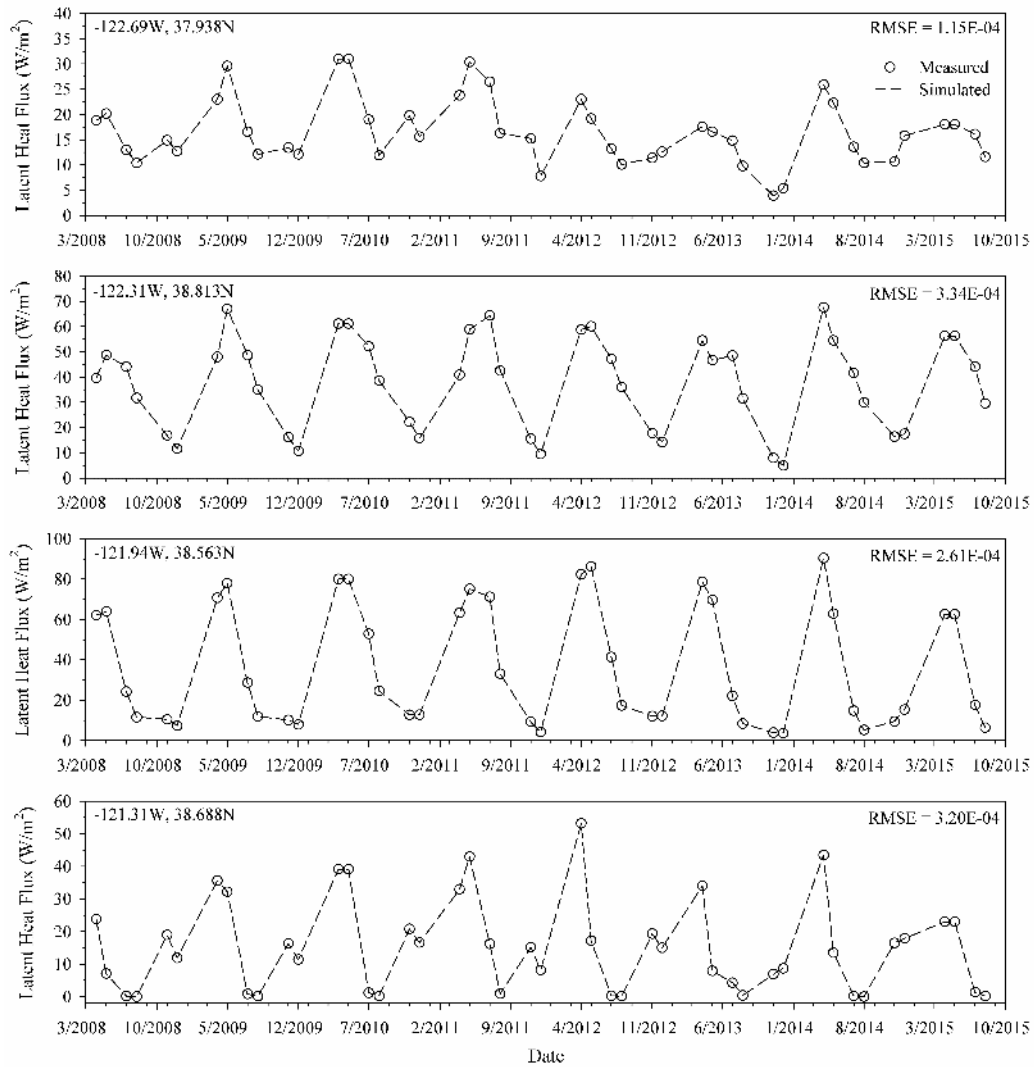 -122.69W, 37.938N
RMSE = 1.15E-04
Measured
Simulated
Latent Heat Flux (W/m²)
40
35
30
25
20
15
10
5
0
3/2008 10/2008 5/2009 12/2009 7/2010 2/2011 9/2011 4/2012 11/2012 6/2013 1/2014 8/2014 3/2015 10/2015
-122.31W, 38.813N
RMSE = 3.34E-04
Latent Heat Flux (W/m²)
80
70
60
50
40
30
20
10
0
3/2008 10/2008 5/2009 12/2009 7/2010 2/2011 9/2011 4/2012 11/2012 6/2013 1/2014 8/2014 3/2015 10/2015
-121.94W, 38.563N
RMSE = 2.61E-04
Latent Heat Flux (W/m²)
100
80
60
40
20
0
3/2008 10/2008 5/2009 12/2009 7/2010 2/2011 9/2011 4/2012 11/2012 6/2013 1/2014 8/2014 3/2015 10/2015
-121.31W, 38.688N
RMSE = 3.20E-04
Latent Heat Flux (W/m²)
60
50
40
30
20
10
0
3/2008 10/2008 5/2009 12/2009 7/2010 2/2011 9/2011 4/2012 11/2012 6/2013 1/2014 8/2014 3/2015 10/2015
Date